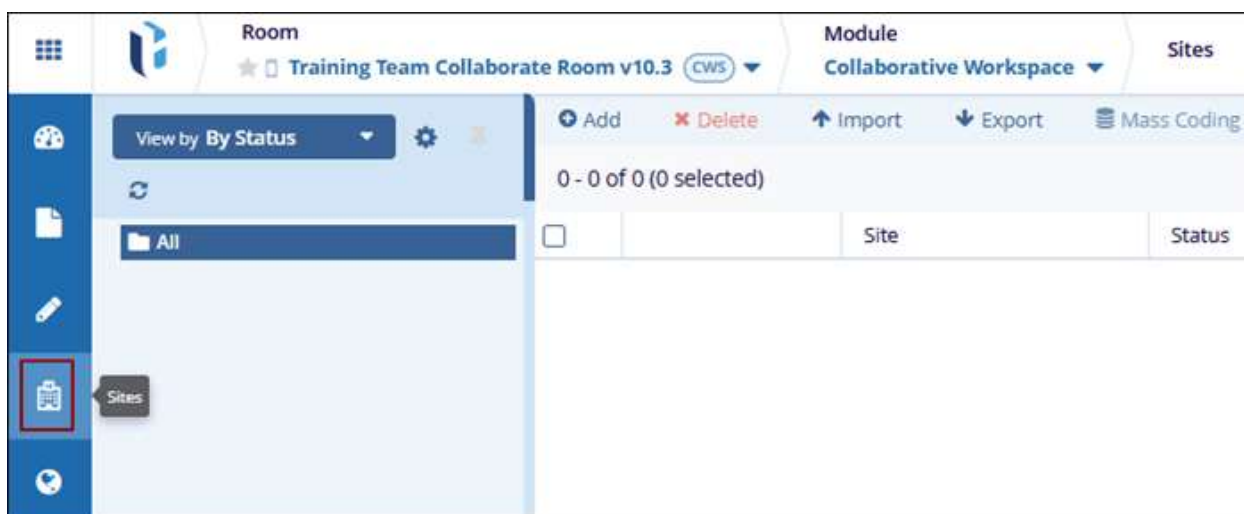 Room
Training Team Collaborate Room v10.3 CWS
Module
Collaborative Workspace
Sites
View by By Status
Add Delete Import Export Mass Coding
0 - 0 of 0 (0 selected)
All
Site Status
Sites